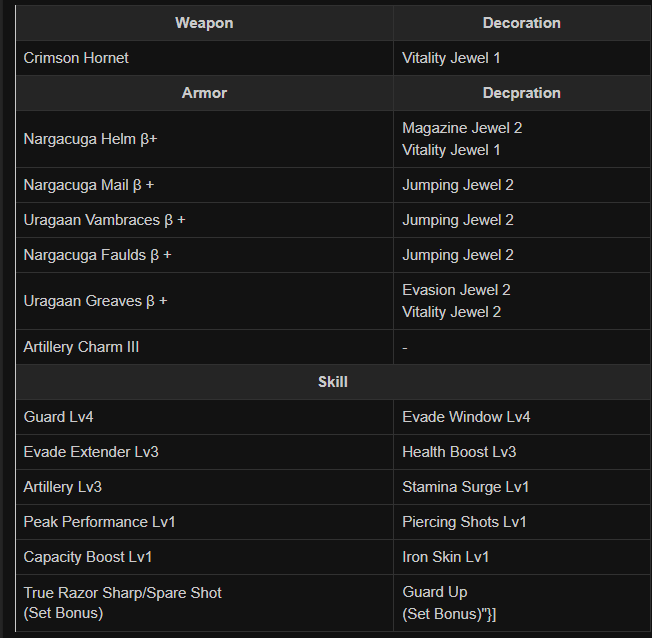 Weapon Decoration
Crimson Hornet Vitality Jewel 1
Armor Decpration
Nargacuga Helm β+ Magazine Jewel 2
Vitality Jewel 1
Nargacuga Mail β + Jumping Jewel 2
Uragaan Vambraces β + Jumping Jewel 2
Nargacuga Faulds β + Jumping Jewel 2
Uragaan Greaves β + Evasion Jewel 2
Vitality Jewel 2
Artillery Charm III -
Skill
Guard Lv4 Evade Window Lv4
Evade Extender Lv3 Health Boost Lv3
Artillery Lv3 Stamina Surge Lv1
Peak Performance Lv1 Piercing Shots Lv1
Capacity Boost Lv1 Iron Skin Lv1
True Razor Sharp/Spare Shot Guard Up
(Set Bonus) (Set Bonus)"}]